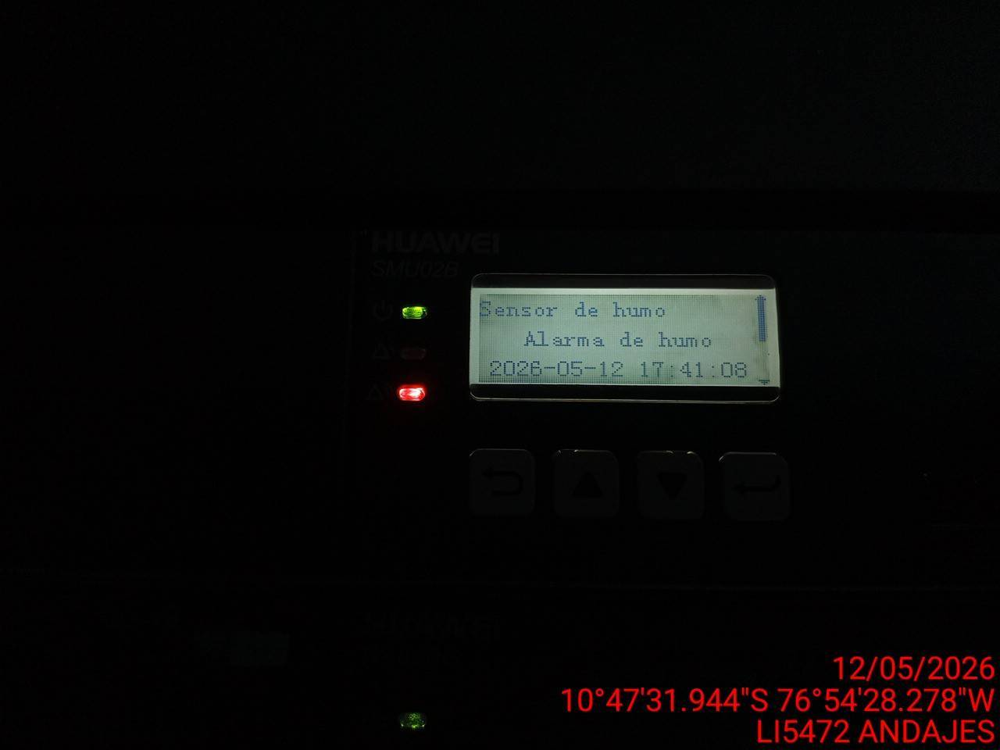 HUAWEI
SMU02B
Sensor de humo
Alarma de humo
2026-05-12 17:41:08
HUAWEI
12/05/2026
10°47'31.944"S 76°54'28.278"W
LI5472 ANDAJES